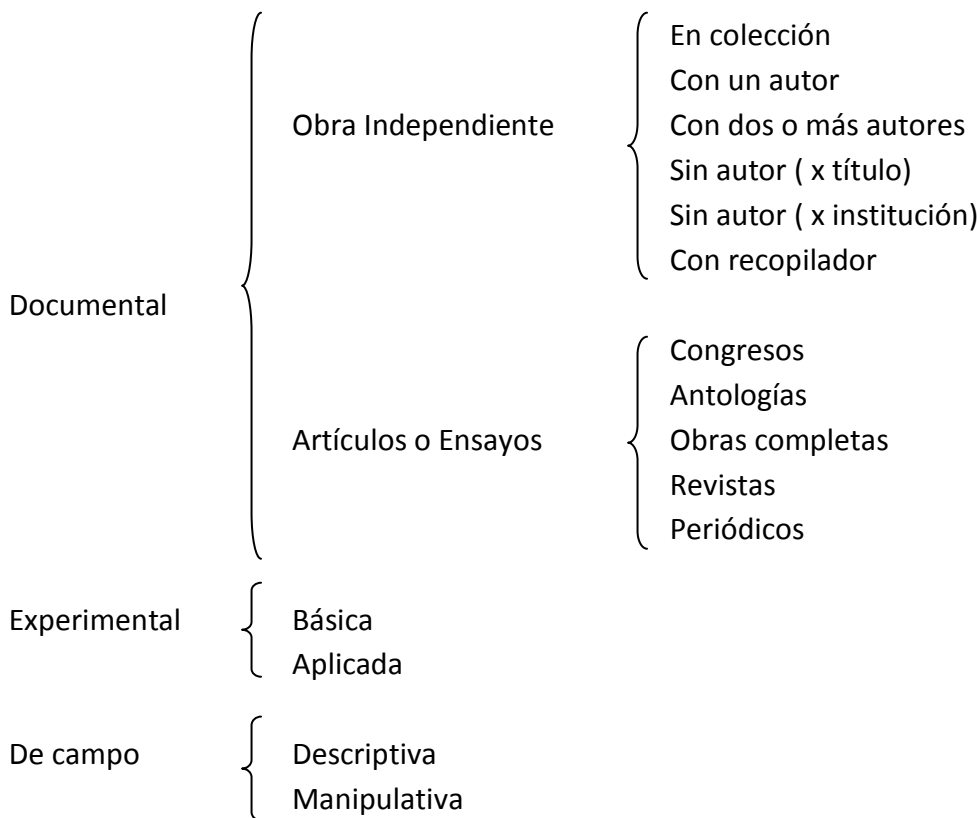 Documental
Obra Independiente
En colección
Con un autor
Con dos o más autores
Sin autor ( x título)
Sin autor ( x institución)
Con recopilador
Artículos o Ensayos
Congresos
Antologías
Obras completas
Revistas
Periódicos
Experimental
Básica
Aplicada
De campo
Descriptiva
Manipulativa